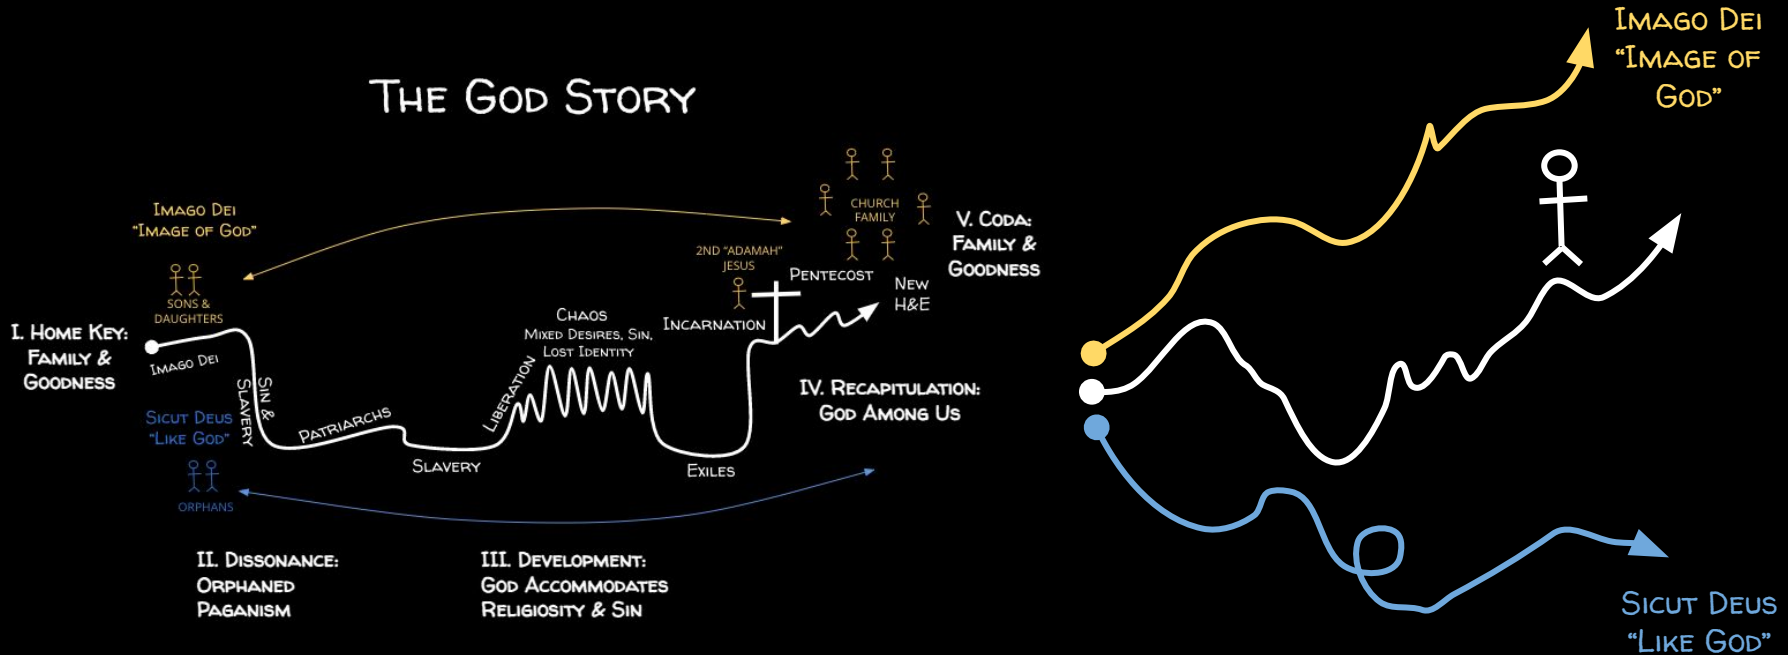 The God Story
Imago Dei
"Image of God"
Sons &
Daughters
I. Home Key:
Family &
Goodness
Imago Dei
Sin &
Slavery
Sicut Deus
"Like God"
Orphans
Patriarchs
Slavery
Liberation
Chaos
Mixed Desires, Sin,
Lost Identity
Exiles
Incarnation
2nd "Adamah"
Jesus
Pentecost
Church
Family
New
H&E
V. Coda:
Family &
Goodness
IV. Recapitulation:
God Among Us
II. Dissonance:
Orphaned
Paganism
III. Development:
God Accommodates
Religiosity & Sin
Imago Dei
"Image of
God"
Sicut Deus
"Like God"